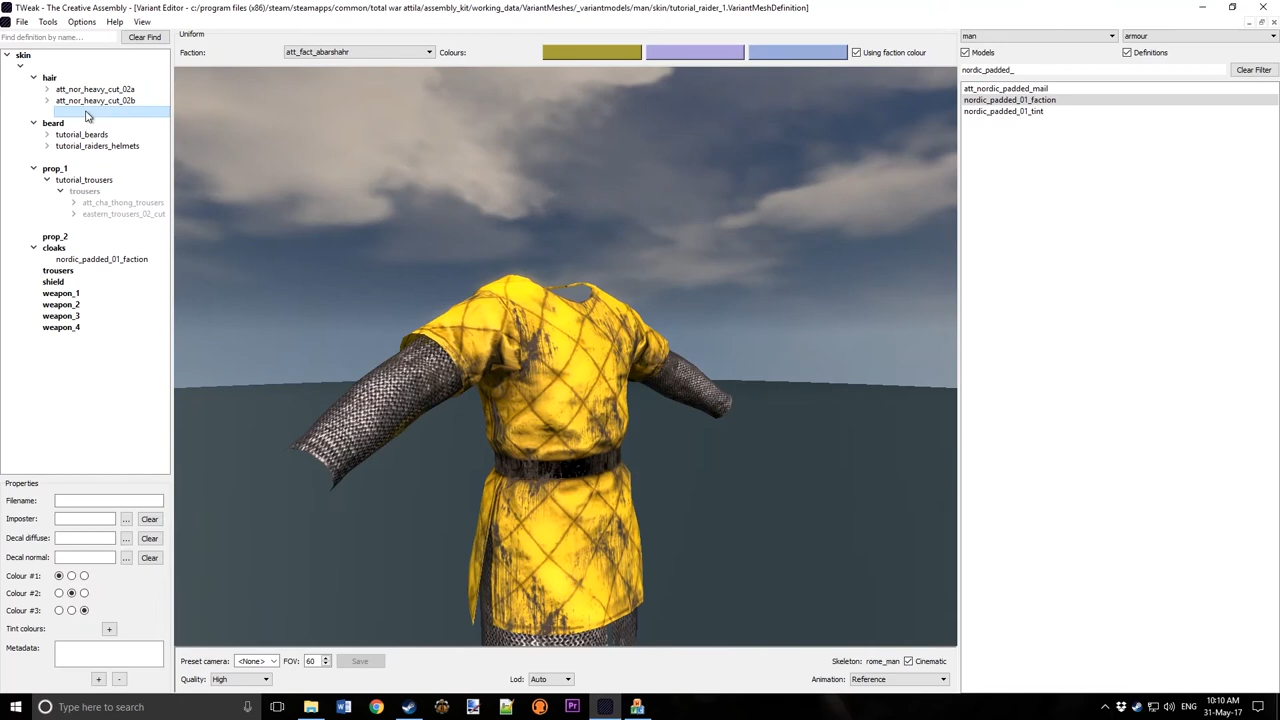 TWeak - The Creative Assembly - [Variant Editor - c:/program files (x86)/steam/steamapps/common/total war attila/assembly_kit/working_data/VariantMeshes/_variantmodels/man/skin/tutorial_raider_1.VariantMeshDefinition]
File Tools Options Help View
Find definition by name... Clear Find
skin
hair
att_nor_heavy_cut_02a
att_nor_heavy_cut_02b
beard
tutorial_beards
tutorial_raiders_helmets
prop_1
tutorial_trousers
trousers
att_cha_thong_trousers
eastern_trousers_02_cut
prop_2
cloaks
nordic_padded_01_faction
trousers
shield
weapon_1
weapon_2
weapon_3
weapon_4
Properties
Filename:
Imposter: ... Clear
Decal diffuse: ... Clear
Decal normal: ... Clear
Colour #1:
Colour #2:
Colour #3:
Tint colours: +
Metadata:
+ -
Uniform
Faction: att_fact_abarshahr Colours: Using faction colour
Preset camera: <None> FOV: 60 Save Skeleton: rome_man Cinematic
Quality: High Lod: Auto Animation: Reference
man armour
Models Definitions
nordic_padded_ Clear Filter
att_nordic_padded_mail
nordic_padded_01_faction
nordic_padded_01_tint
Type here to search
ENG 10:10 AM
31-May-17